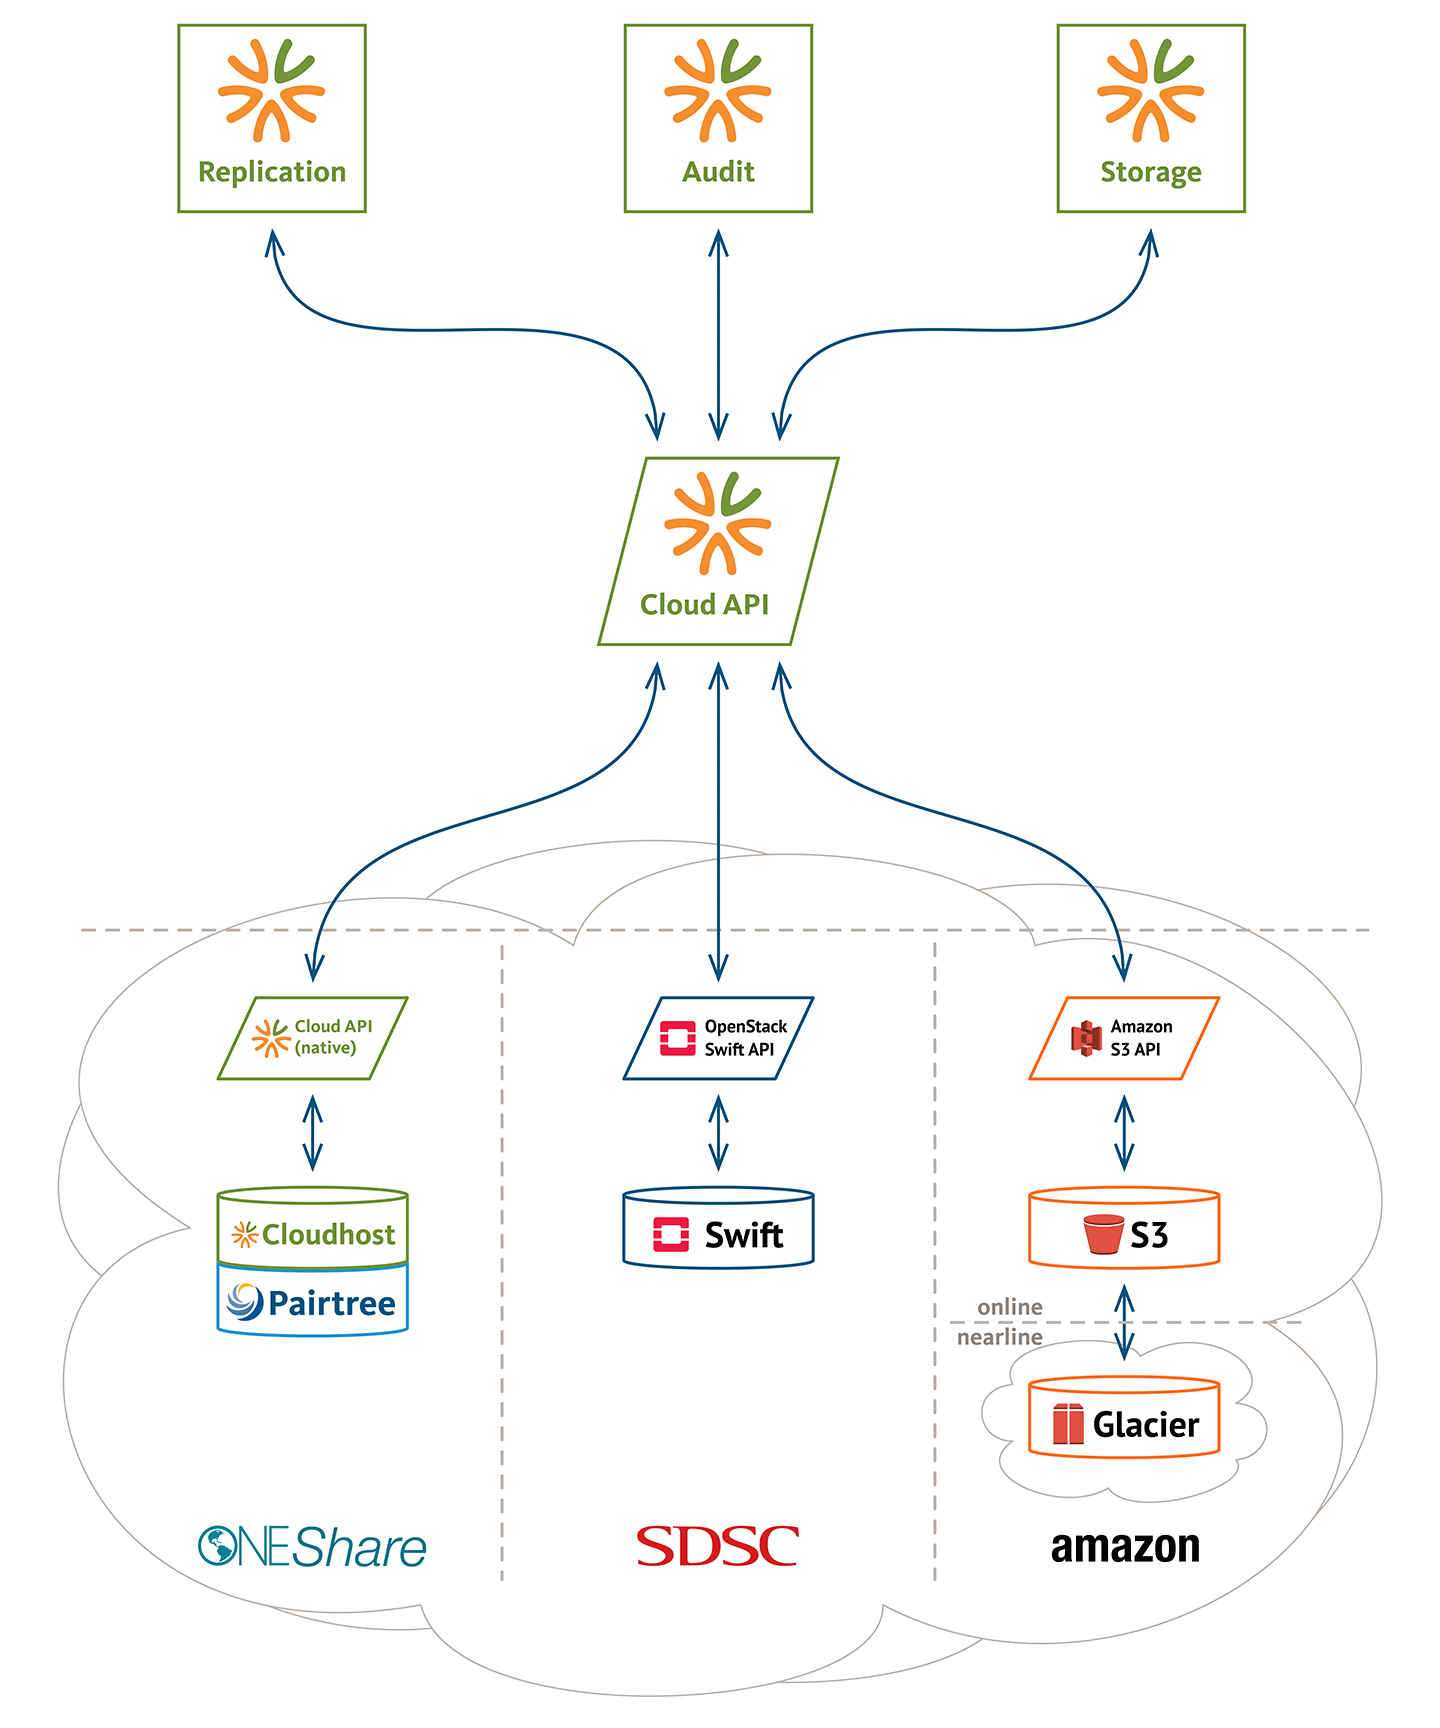 Replication
Audit
Storage
Cloud API
Cloud API
(native)
OpenStack
Swift API
Amazon
S3 API
Cloudhost
Pairtree
Swift
S3
online
nearline
Glacier
ONEShare
SDSC
amazon